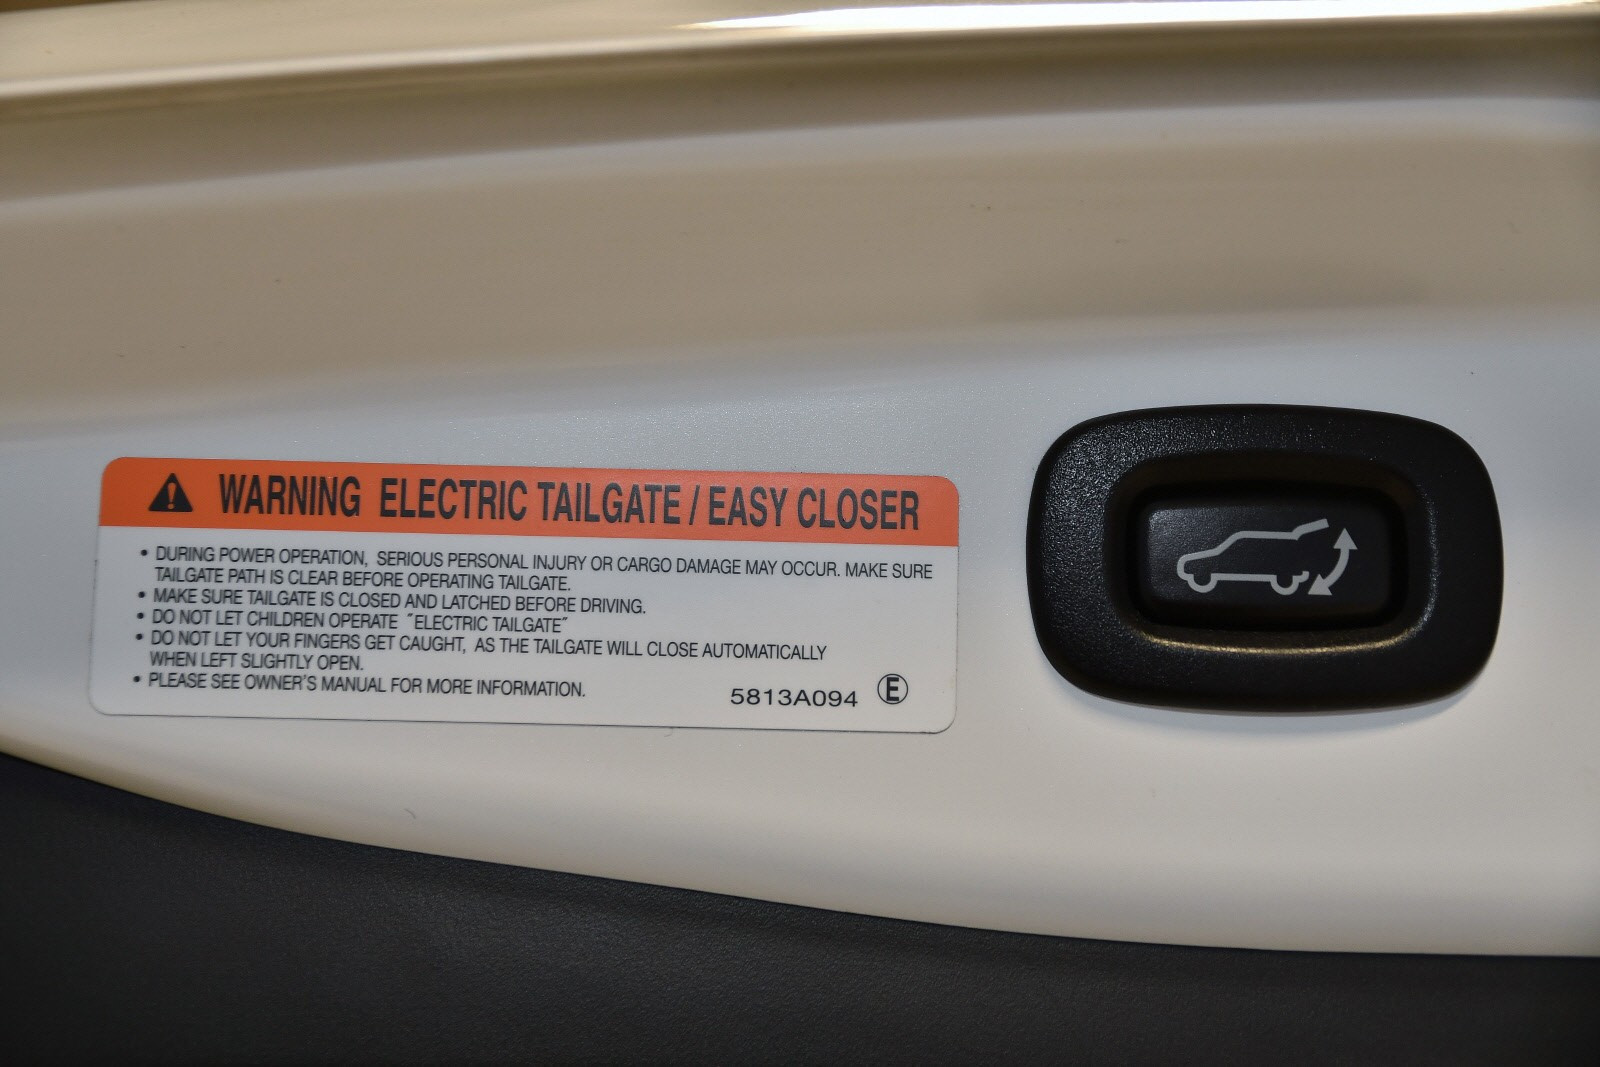 WARNING ELECTRIC TAILGATE / EASY CLOSER
• DURING POWER OPERATION, SERIOUS PERSONAL INJURY OR CARGO DAMAGE MAY OCCUR. MAKE SURE
TAILGATE PATH IS CLEAR BEFORE OPERATING TAILGATE.
• MAKE SURE TAILGATE IS CLOSED AND LATCHED BEFORE DRIVING.
• DO NOT LET CHILDREN OPERATE "ELECTRIC TAILGATE"
• DO NOT LET YOUR FINGERS GET CAUGHT, AS THE TAILGATE WILL CLOSE AUTOMATICALLY
WHEN LEFT SLIGHTLY OPEN.
• PLEASE SEE OWNER'S MANUAL FOR MORE INFORMATION.
5813A094 Ⓔ